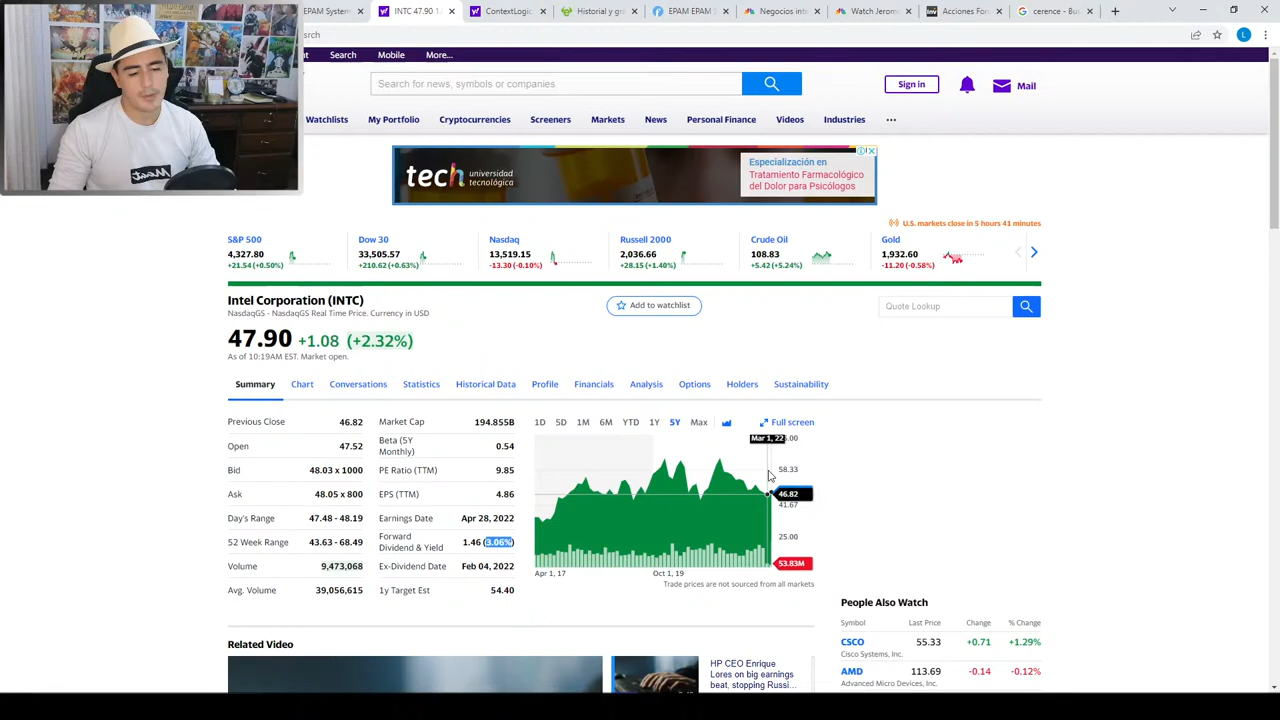 EPAM System
INTC 47.90 1
ContextLogic
Historial y gr
EPAM EPAM
Negocios inte
Watch Jerom
Acciones For
cerence - Bu
rch
L
nt
Search
Mobile
More...
Search for news, symbols or companies
Sign in
Mail
Watchlists
My Portfolio
Cryptocurrencies
Screeners
Markets
News
Personal Finance
Videos
Industries
...
tech universidad
tecnológica
Especialización en
Tratamiento Farmacológico
del Dolor para Psicólogos
U.S. markets close in 5 hours 41 minutes
S&P 500
4,327.80
+21.54 (+0.50%)
Dow 30
33,505.57
+210.62 (+0.63%)
Nasdaq
13,519.15
-13.30 (-0.10%)
Russell 2000
2,036.66
+28.15 (+1.40%)
Crude Oil
108.83
+5.42 (+5.24%)
Gold
1,932.60
-11.20 (-0.58%)
Intel Corporation (INTC)
NasdaqGS - NasdaqGS Real Time Price. Currency in USD
Add to watchlist
Quote Lookup
47.90 +1.08 (+2.32%)
As of 10:19AM EST. Market open.
Summary
Chart
Conversations
Statistics
Historical Data
Profile
Financials
Analysis
Options
Holders
Sustainability
Previous Close 46.82
Open 47.52
Bid 48.03 x 1000
Ask 48.05 x 800
Day's Range 47.48 - 48.19
52 Week Range 43.63 - 68.49
Volume 9,473,068
Avg. Volume 39,056,615
Market Cap 194.855B
Beta (5Y
Monthly) 0.54
PE Ratio (TTM) 9.85
EPS (TTM) 4.86
Earnings Date Apr 28, 2022
Forward
Dividend & Yield 1.46 (3.06%)
Ex-Dividend Date Feb 04, 2022
1y Target Est 54.40
1D 5D 1M 6M YTD 1Y 5Y Max
Full screen
Mar 1, 22
5.00
58.33
46.82
41.67
25.00
53.83M
Apr 1, 17
Oct 1, 19
Trade prices are not sourced from all markets
People Also Watch
Symbol Last Price Change % Change
CSCO 55.33 +0.71 +1.29%
Cisco Systems, Inc.
AMD 113.69 -0.14 -0.12%
Advanced Micro Devices, Inc.
Related Video
HP CEO Enrique
Lores on big earnings
beat, stopping Russi...